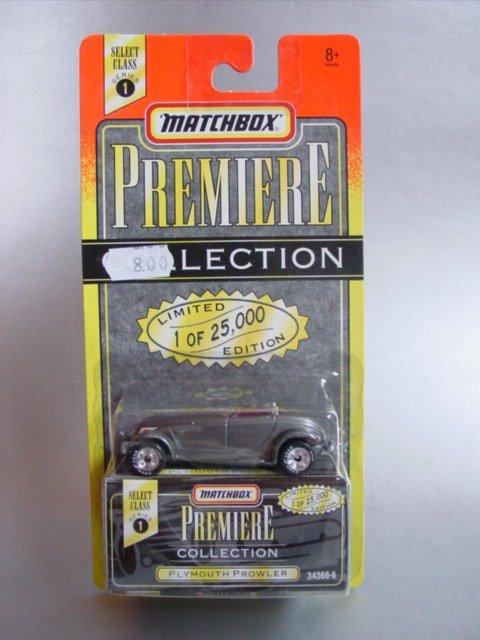 SELECT
CLASS
SERIES
1
8+
YEARS
MATCHBOX
PREMIERE
LLECTION
8.00
LIMITED
1 OF 25,000
EDITION
SELECT
CLASS
SERIES
1
MATCHBOX
PREMIERE
COLLECTION
LIMITED
1 OF 25,000
EDITION
PLYMOUTH PROWLER
34366-6